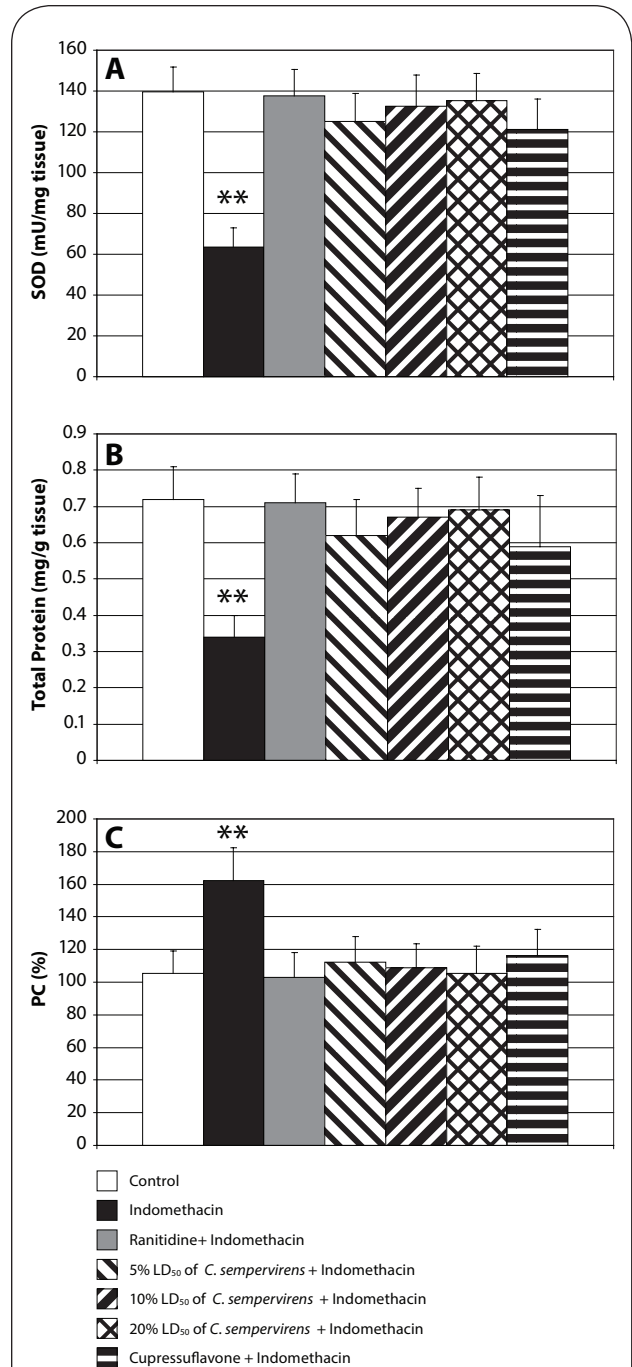 A
160
140
120
100
80
60
40
20
0
SOD (mU/mg tissue)
**
B
0.9
0.8
0.7
0.6
0.5
0.4
0.3
0.2
0.1
0
Total Protein (mg/g tissue)
**
C
200
180
160
140
120
100
80
60
40
20
0
PC (%)
**
Control
Indomethacin
Ranitidine+ Indomethacin
5% LD₅₀ of C. sempervirens + Indomethacin
10% LD₅₀ of C. sempervirens + Indomethacin
20% LD₅₀ of C. sempervirens + Indomethacin
Cupressuflavone + Indomethacin